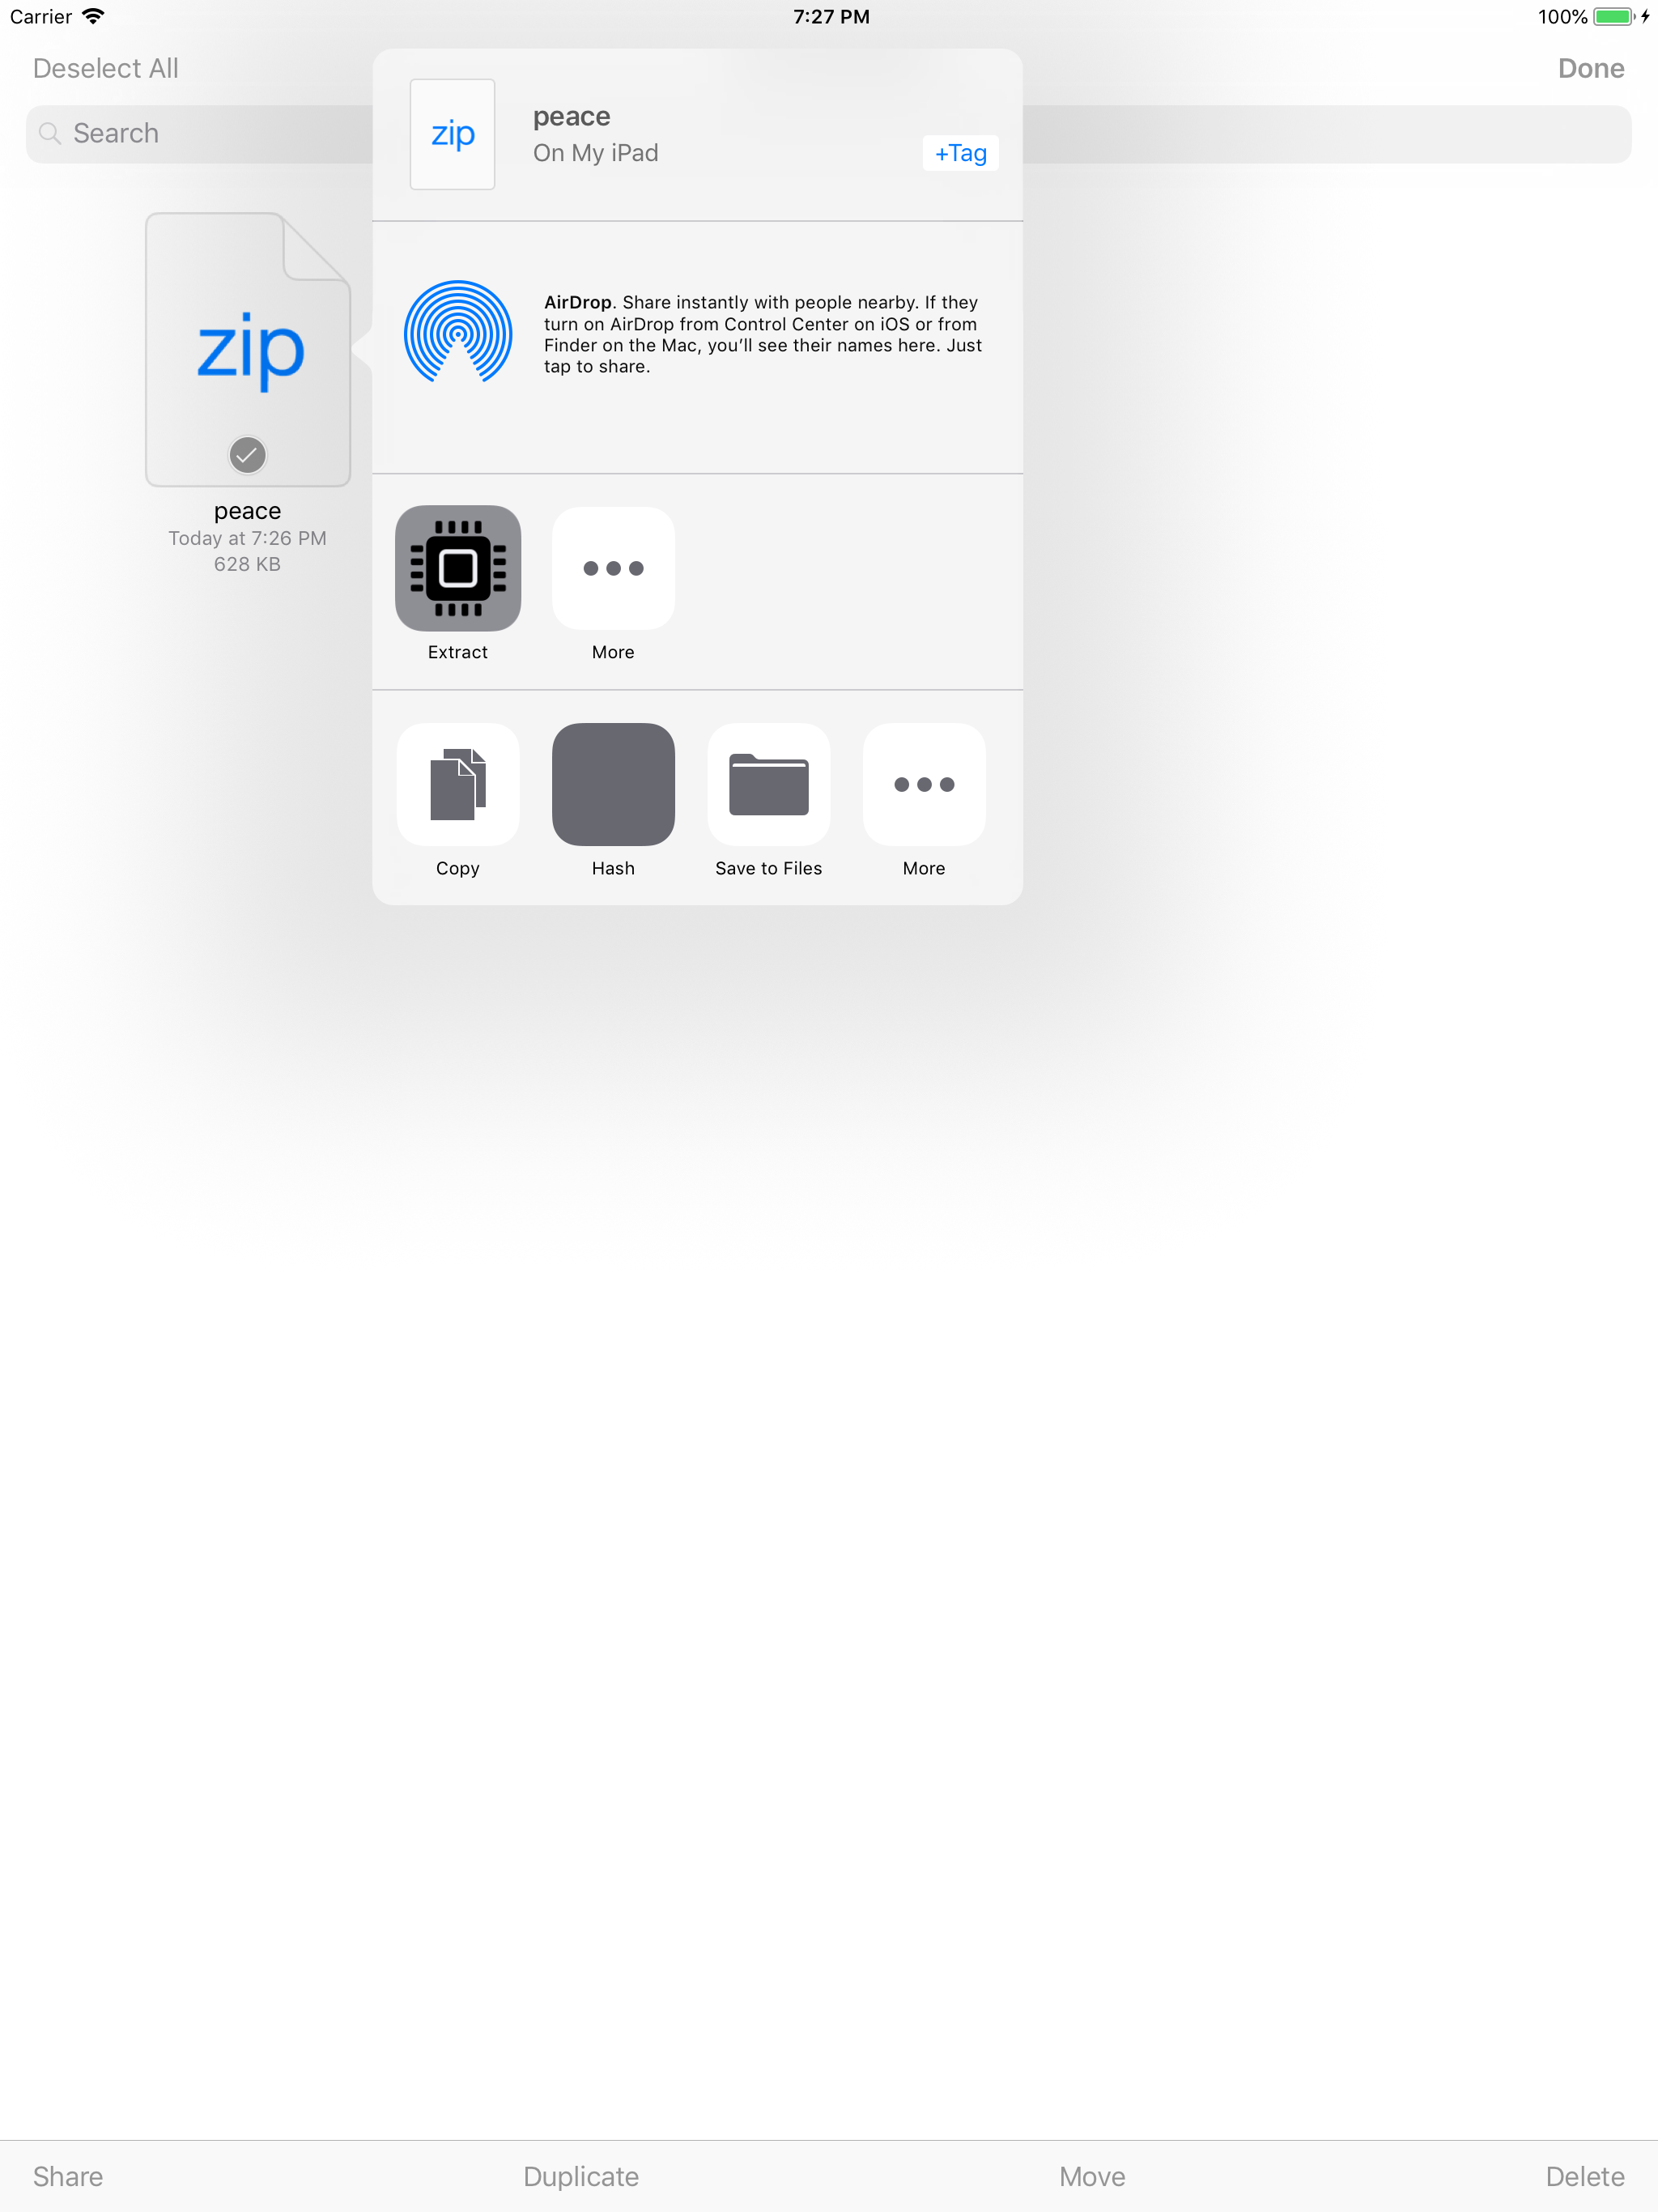 Carrier
7:27 PM
100%
Deselect All
Done
Search
zip
peace
On My iPad
+Tag
zip
peace
Today at 7:26 PM
628 KB
AirDrop. Share instantly with people nearby. If they
turn on AirDrop from Control Center on iOS or from
Finder on the Mac, you’ll see their names here. Just
tap to share.
Extract
More
Copy
Hash
Save to Files
More
Share
Duplicate
Move
Delete